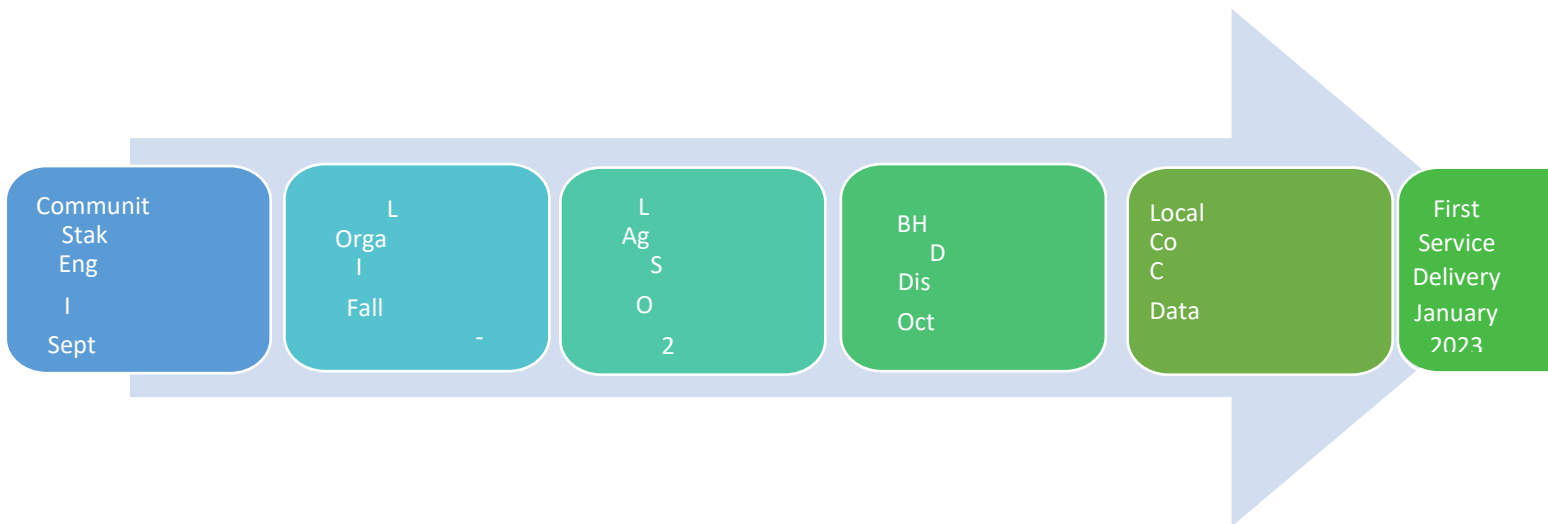 Communit
Stak
Eng
I
Sept
L
Orga
I
Fall
-
L
Ag
S
O
2
BH
D
Dis
Oct
Local
Co
C
Data
First
Service
Delivery
January
2023